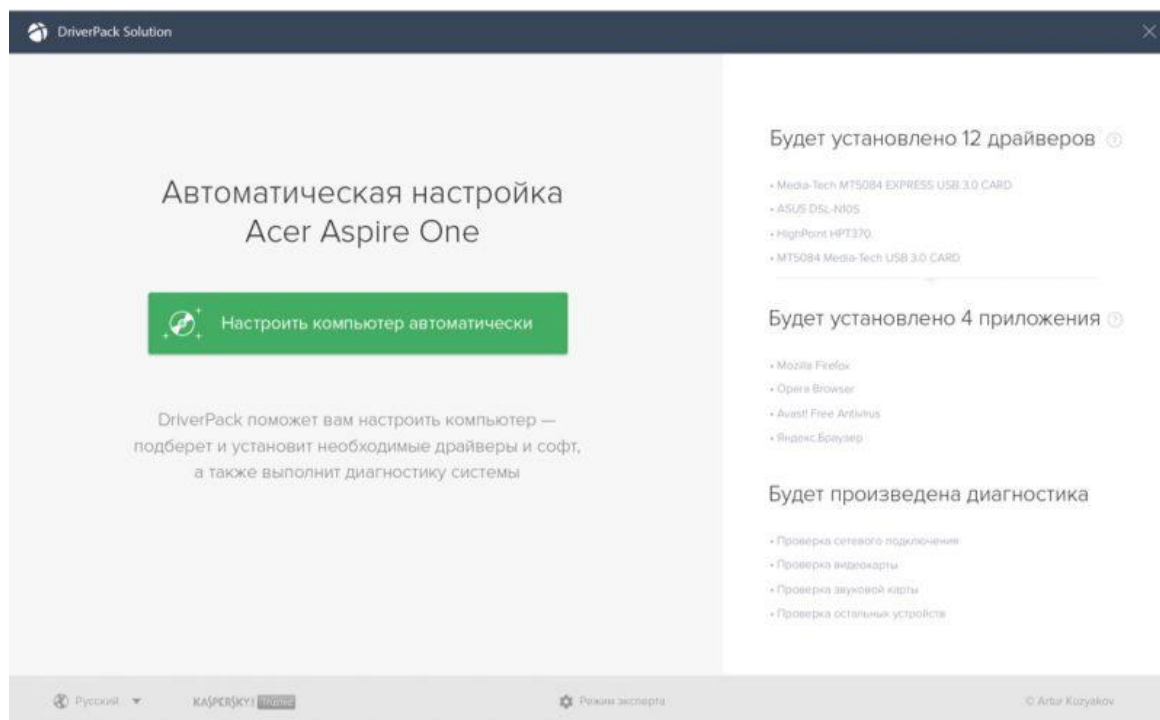 DriverPack Solution
Автоматическая настройка
Acer Aspire One
Настроить компьютер автоматически
DriverPack поможет вам настроить компьютер —
подберет и установит необходимые драйверы и софт,
а также выполнит диагностику системы
Будет установлено 12 драйверов
• Media-Tech MT5084 EXPRESS USB 3.0 CARD
• ASUS DSL-N10S
• HighPoint HPT370
• MT5084 Media-Tech USB 3.0 CARD
Будет установлено 4 приложения
• Mozilla Firefox
• Opera Browser
• Avast! Free Antivirus
• Яндекс.Браузер
Будет произведена диагностика
• Проверка сетевого подключения
• Проверка видеокарты
• Проверка звуковой карты
• Проверка остальных устройств
Русский
KASPERSKY
Режим эксперта
© Artur Kuzyakov